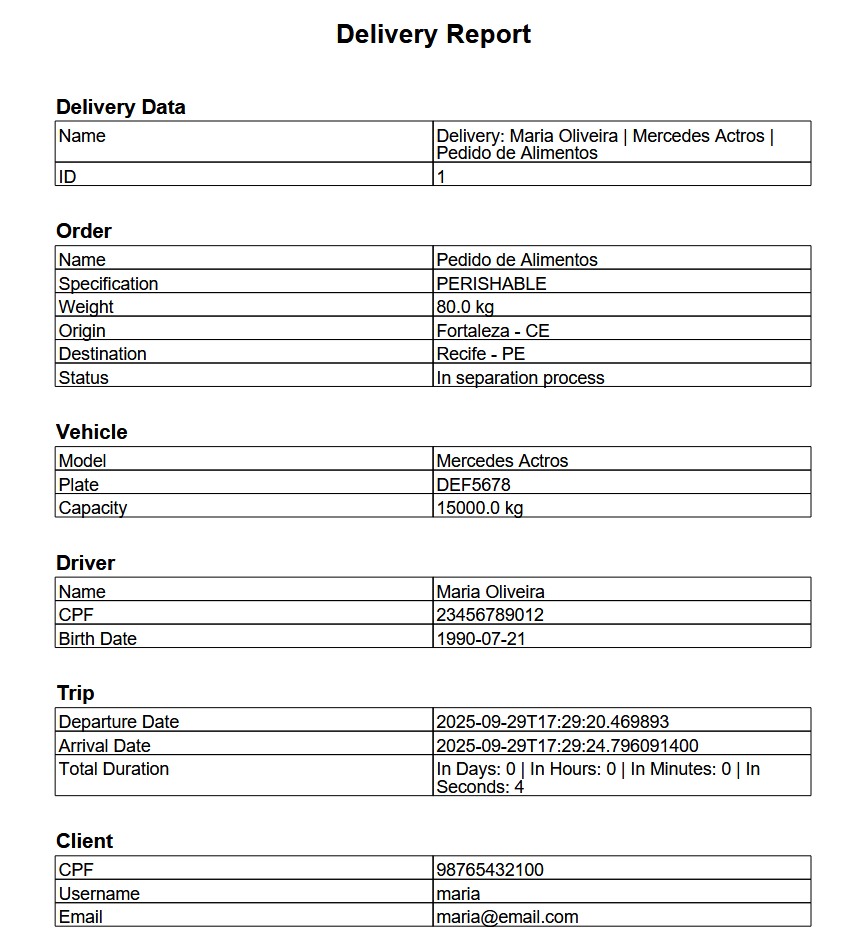 Delivery Report
Delivery Data
Name Delivery: Maria Oliveira | Mercedes Actros |
Pedido de Alimentos
ID 1
Order
Name Pedido de Alimentos
Specification PERISHABLE
Weight 80.0 kg
Origin Fortaleza - CE
Destination Recife - PE
Status In separation process
Vehicle
Model Mercedes Actros
Plate DEF5678
Capacity 15000.0 kg
Driver
Name Maria Oliveira
CPF 23456789012
Birth Date 1990-07-21
Trip
Departure Date 2025-09-29T17:29:20.469893
Arrival Date 2025-09-29T17:29:24.796091400
Total Duration In Days: 0 | In Hours: 0 | In Minutes: 0 | In
Seconds: 4
Client
CPF 98765432100
Username maria
Email maria@email.com